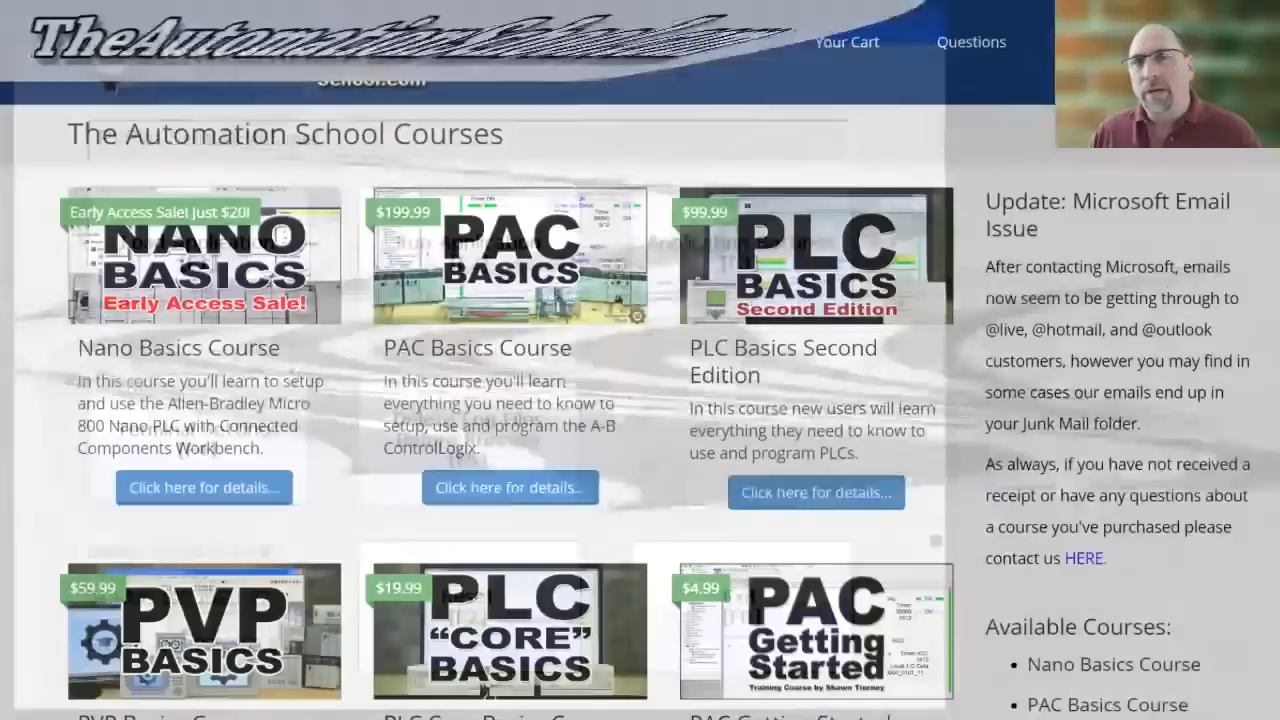 TheAutomation
School.com
Your Cart
Questions
The Automation School Courses
Early Access Sale! Just $20!
NANO
BASICS
Early Access Sale!
Nano Basics Course
In this course you'll learn to setup
and use the Allen-Bradley Micro
800 Nano PLC with Connected
Components Workbench.
Click here for details...
$199.99
PAC
BASICS
PAC Basics Course
In this course you'll learn
everything you need to know to
setup, use and program the A-B
ControlLogix.
Click here for details...
$99.99
PLC
BASICS
Second Edition
PLC Basics Second
Edition
In this course new users will learn
everything they need to know to
use and program PLCs.
Click here for details...
$59.99
PVP
BASICS
$19.99
PLC
“CORE”
BASICS
$4.99
PAC
Getting
Started
Training Course by Shawn Tierney
Update: Microsoft Email
Issue
After contacting Microsoft, emails
now seem to be getting through to
@live, @hotmail, and @outlook
customers, however you may find in
some cases our emails end up in
your Junk Mail folder.
As always, if you have not received a
receipt or have any questions about
a course you've purchased please
contact us HERE.
Available Courses:
Nano Basics Course
PAC Basics Course